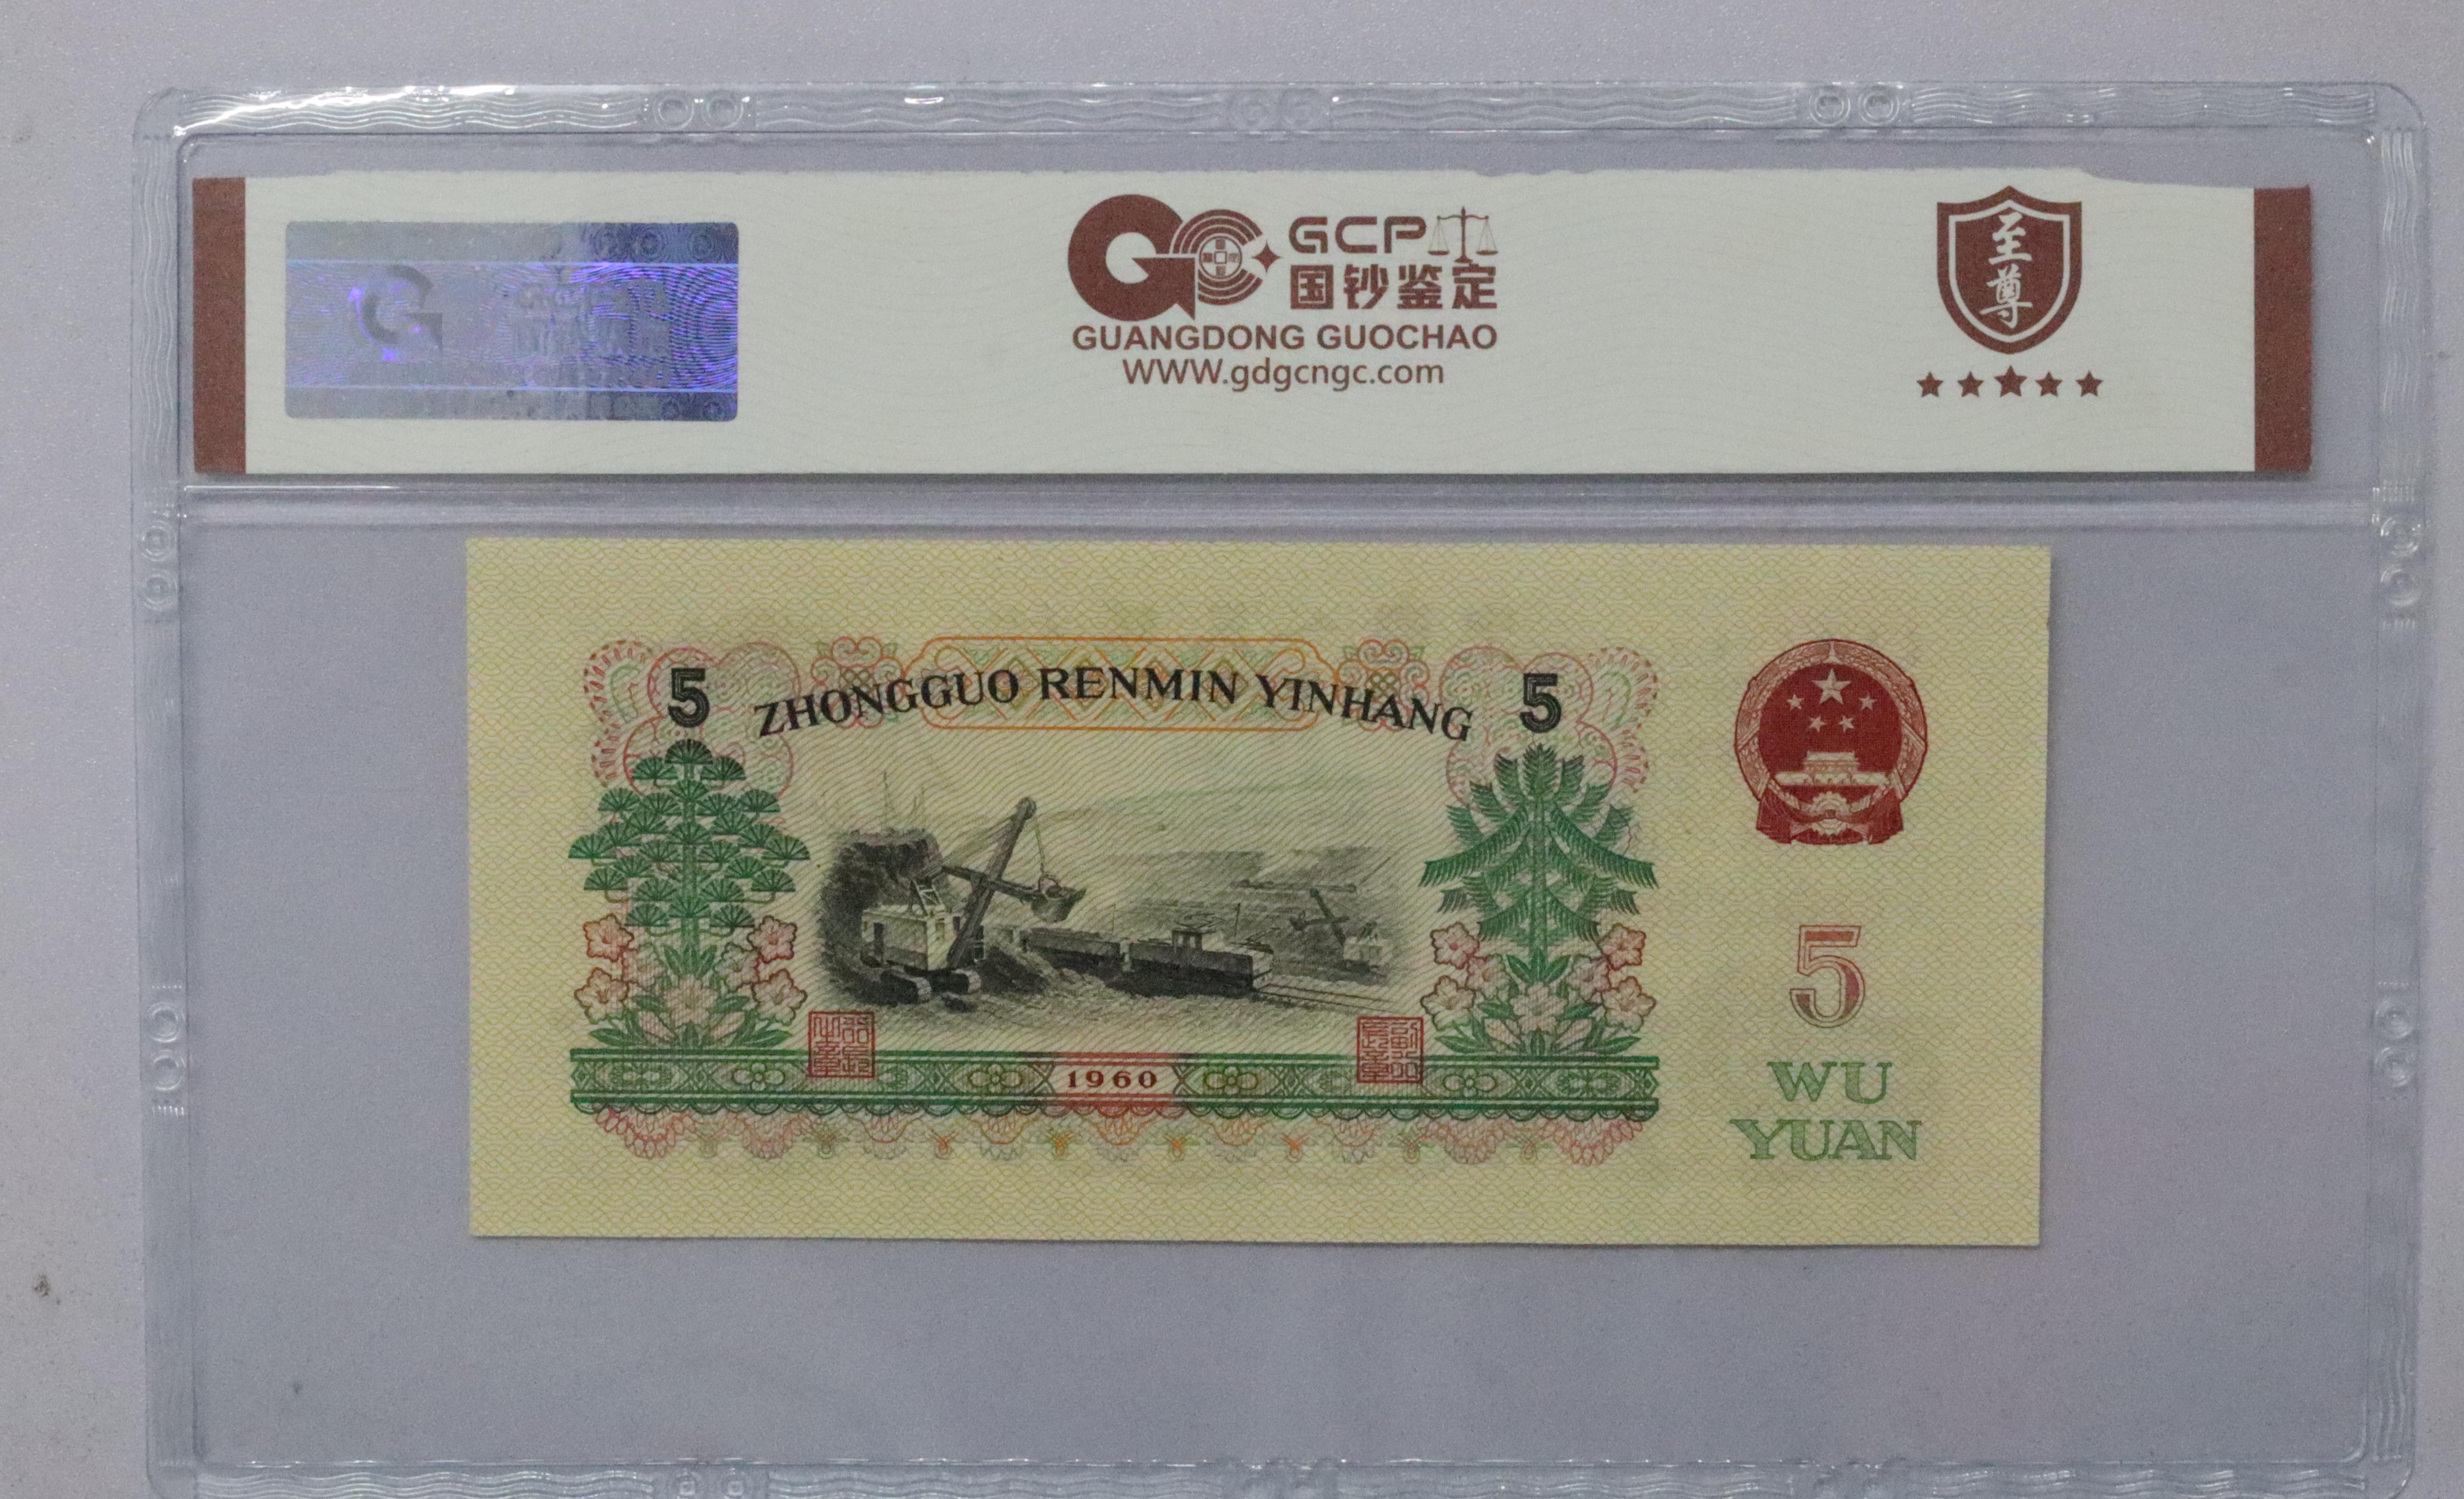 GCP
国钞鉴定
GUANGDONG GUOCHAO
WWW.gdgcngc.com
至尊
5 ZHONGGUO RENMIN YINHANG 5
1960
5
WU
YUAN